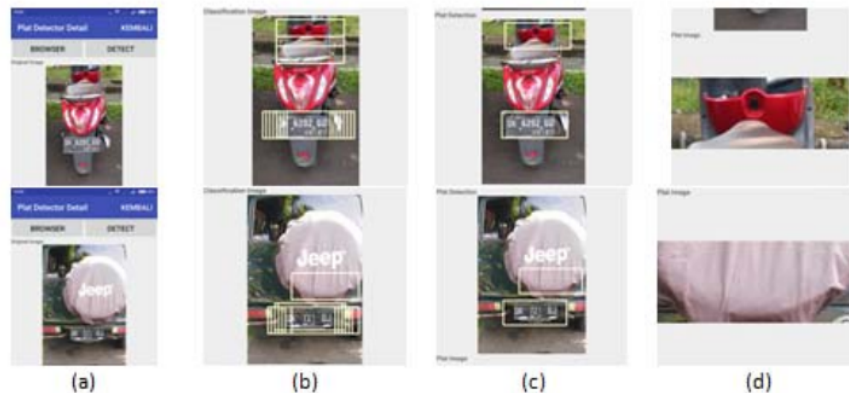 Plat Detector Detail KEMBALI
BROWSER DETECT
Original Image
Classification Image
Plat Detection
Plat Image
Plat Detector Detail KEMBALI
BROWSER DETECT
Original Image
Jeep
Classification Image
Jeep
Plat Detection
Jeep
Plat Image
Plat Image
(a) (b) (c) (d)